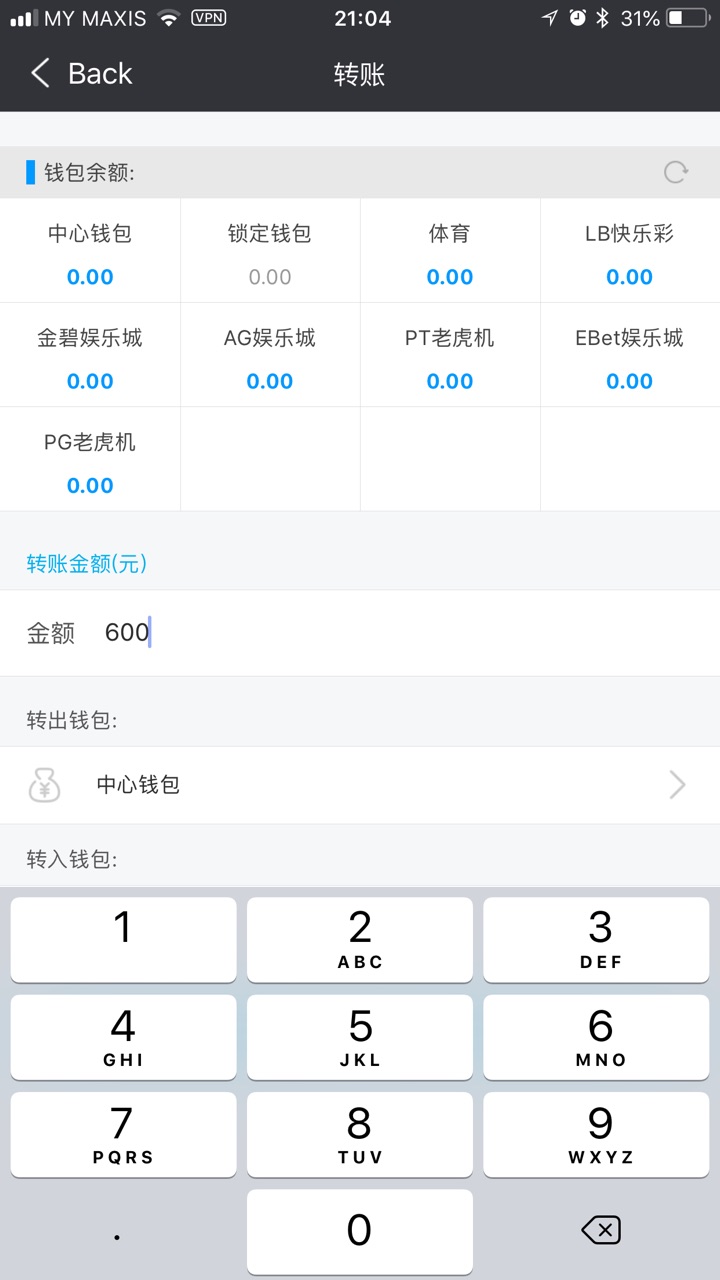 MY MAXIS VPN 21:04 31%
Back 转账
钱包余额:
中心钱包 锁定钱包 体育 LB快乐彩
0.00 0.00 0.00 0.00
金碧娱乐城 AG娱乐城 PT老虎机 EBet娱乐城
0.00 0.00 0.00 0.00
PG老虎机
0.00
转账金额(元)
金额 600
转出钱包:
中心钱包
转入钱包:
1 2 3
ABC DEF
4 5 6
GHI JKL MNO
7 8 9
PQRS TUV WXYZ
. 0